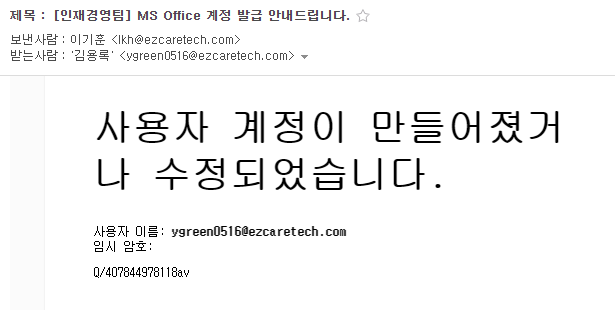 제목 : [인재경영팀] MS Office 계정 발급 안내드립니다.
보낸사람 : 이기훈 <lkh@ezcaretech.com>
받는사람 : '김용록' <ygreen0516@ezcaretech.com>
사용자 계정이 만들어졌거
나 수정되었습니다.
사용자 이름: ygreen0516@ezcaretech.com
임시 암호:
Q/407844978118av